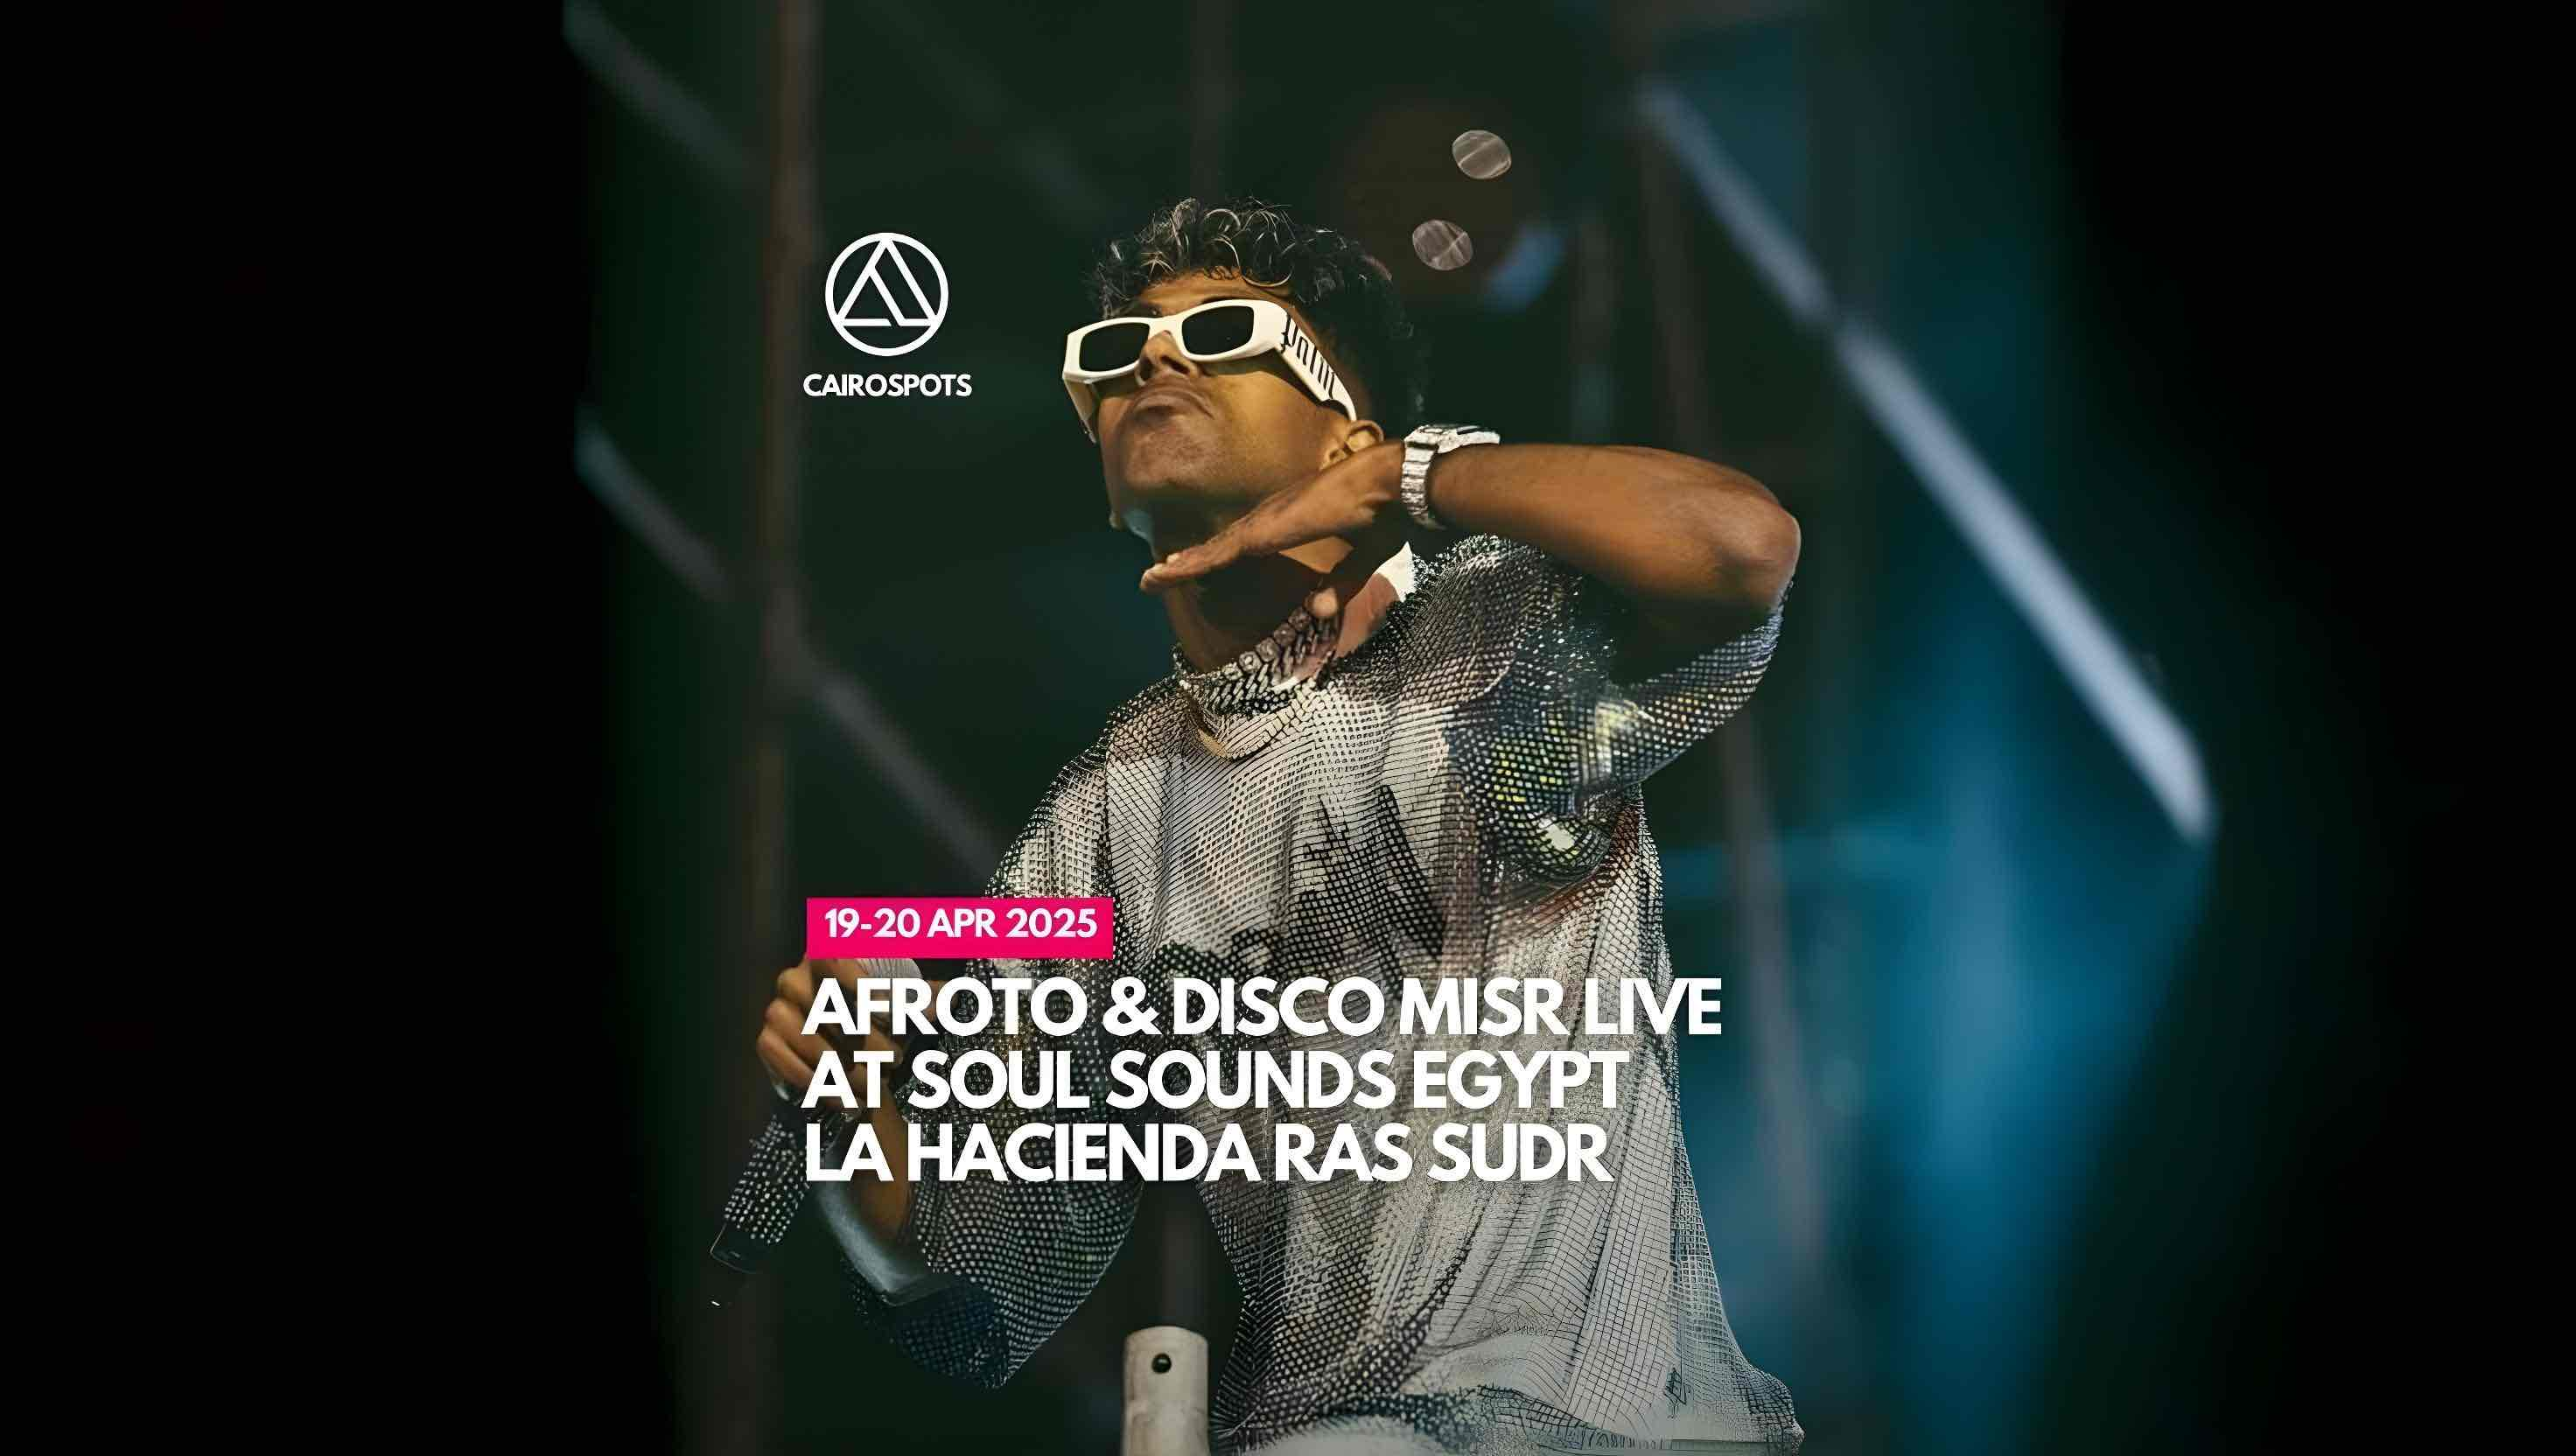 CAIROSPOTS
19-20 APR 2025
AFROTO & DISCO MISR LIVE
AT SOUL SOUNDS EGYPT
LA HACIENDA RAS SUDR